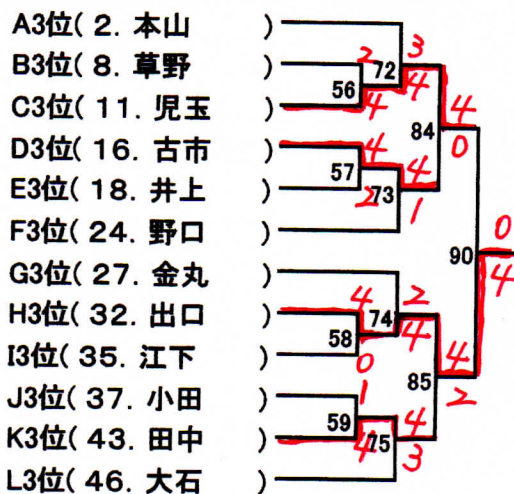 A3位( 2. 本山 )
3
B3位( 8. 草野 )
2 72
56 4 4
C3位( 11. 児玉 )
4 84 0
D3位( 16. 古市 )
4
57 4
E3位( 18. 井上 )
2 73 1
F3位( 24. 野口 )
0
90
4
G3位( 27. 金丸 )
4 74 2
H3位( 32. 出口 )
58 4
I3位( 35. 江下 )
0 4
85 2
J3位( 37. 小田 )
1
59 4
K3位( 43. 田中 )
4 75 3
L3位( 46. 大石 )